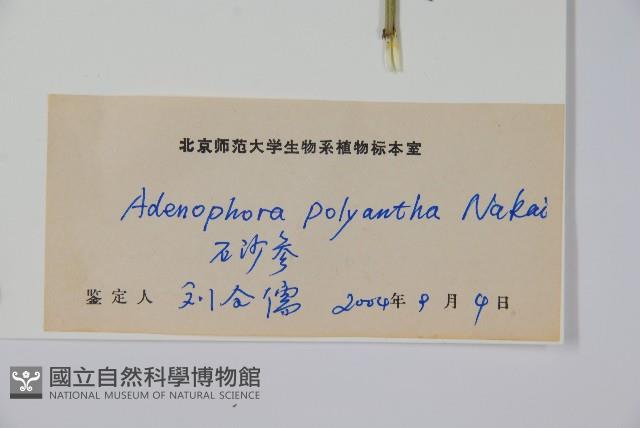 北京师范大学生物系植物标本室
Adenophora polyantha Nakai
石沙参
鉴定人 刘全儒 2004年9月4日
國立自然科學博物館
NATIONAL MUSEUM OF NATURAL SCIENCE